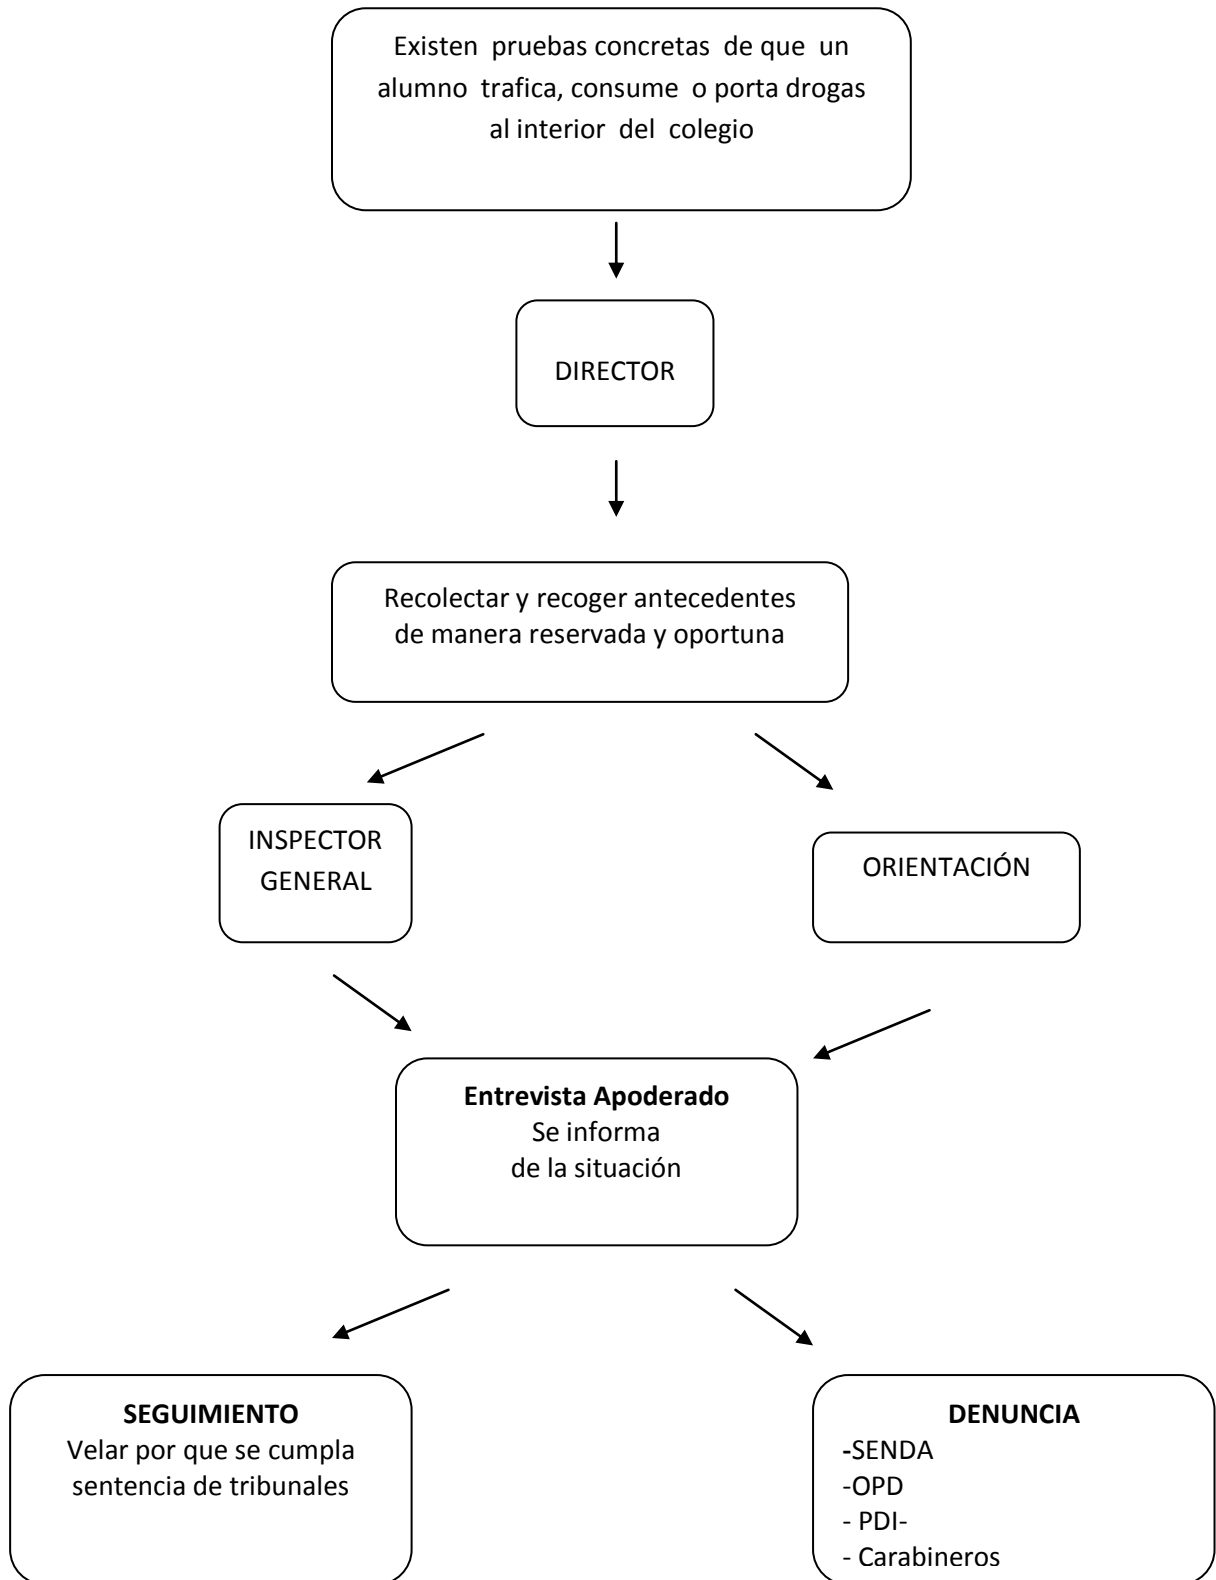 Existen pruebas concretas de que un
alumno trafica, consume o porta drogas
al interior del colegio
DIRECTOR
Recolectar y recoger antecedentes
de manera reservada y oportuna
INSPECTOR
GENERAL
ORIENTACIÓN
Entrevista Apoderado
Se informa
de la situación
SEGUIMIENTO
Velar por que se cumpla
sentencia de tribunales
DENUNCIA
-SENDA
-OPD
- PDI-
- Carabineros